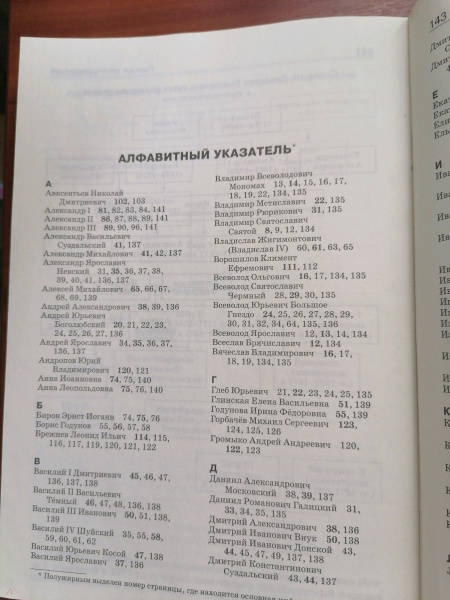 АЛФАВИТНЫЙ УКАЗАТЕЛЬ*
А
Авксентьев Николай
Дмитриевич 102, 103
Александр I 81, 82, 83, 84, 141
Александр II 86, 87, 88, 89, 141
Александр III 89, 90, 96, 141
Александр Васильевич
Суздальский 41, 137
Александр Михайлович 41, 42, 137
Александр Ярославич
Невский 31, 35, 36, 37, 38,
39, 40, 41, 136, 137
Алексей Михайлович 65, 66, 67,
68, 69, 139
Андрей Александрович 38, 39, 136
Андрей Юрьевич
Боголюбский 20, 21, 22, 23,
24, 25, 26, 27, 136
Андрей Ярославич 34, 35, 36, 37,
136, 137
Андропов Юрий
Владимирович 120, 121
Анна Иоанновна 74, 75, 140
Анна Леопольдовна 75, 76, 140
Б
Бирон Эрнст Иоганн 74, 75, 76
Борис Годунов 55, 56, 57, 58
Брежнев Леонид Ильич 114, 115,
116, 117, 119, 120, 121, 122
В
Василий I Дмитриевич 45, 46, 47,
136, 137, 138
Василий II Васильевич
Тёмный 46, 47, 48, 136, 138
Василий III Иванович 50, 51, 138,
139
Василий IV Шуйский 35, 55, 58,
59, 60, 61, 62
Василий Юрьевич Косой 47, 138
Василий Ярославич 37, 136
Владимир Всеволодович
Мономах 13, 14, 15, 16, 17,
18, 19, 22, 134, 135
Владимир Мстиславич 22, 135
Владимир Рюрикович 31, 135
Владимир Святославич
Святой 8, 9, 12, 134
Владислав Жигимонтович
(Владислав IV) 60, 61, 63, 65
Ворошилов Климент
Ефремович 111, 112
Всеволод Ольгович 16, 17, 134, 135
Всеволод Святославич
Чермный 28, 29, 30, 135
Всеволод Юрьевич Большое
Гнездо 24, 25, 26, 27, 28, 29,
30, 31, 32, 34, 64, 135, 136
Всеволод Ярославич 12, 13, 14, 134
Всеслав Брячиславич 12, 134
Вячеслав Владимирович 16, 17,
18, 19, 134, 135
Г
Глеб Юрьевич 21, 22, 23, 24, 25, 135
Глинская Елена Васильевна 51, 139
Годунова Ирина Фёдоровна 55, 139
Горбачёв Михаил Сергеевич 123,
124, 125, 126
Громыко Андрей Андреевич 120,
122, 123
Д
Даниил Александрович
Московский 38, 39, 137
Даниил Романович Галицкий 31,
33, 34, 35, 135
Дмитрий Александрович 38, 136
Дмитрий Иванович Внук 50, 138
Дмитрий Иванович Донской 43,
44, 45, 47, 49, 137, 138
Дмитрий Константинович
Суздальский 43, 44, 137
* Полужирным выделен номер страницы, где находится основная
143
Е
И
К